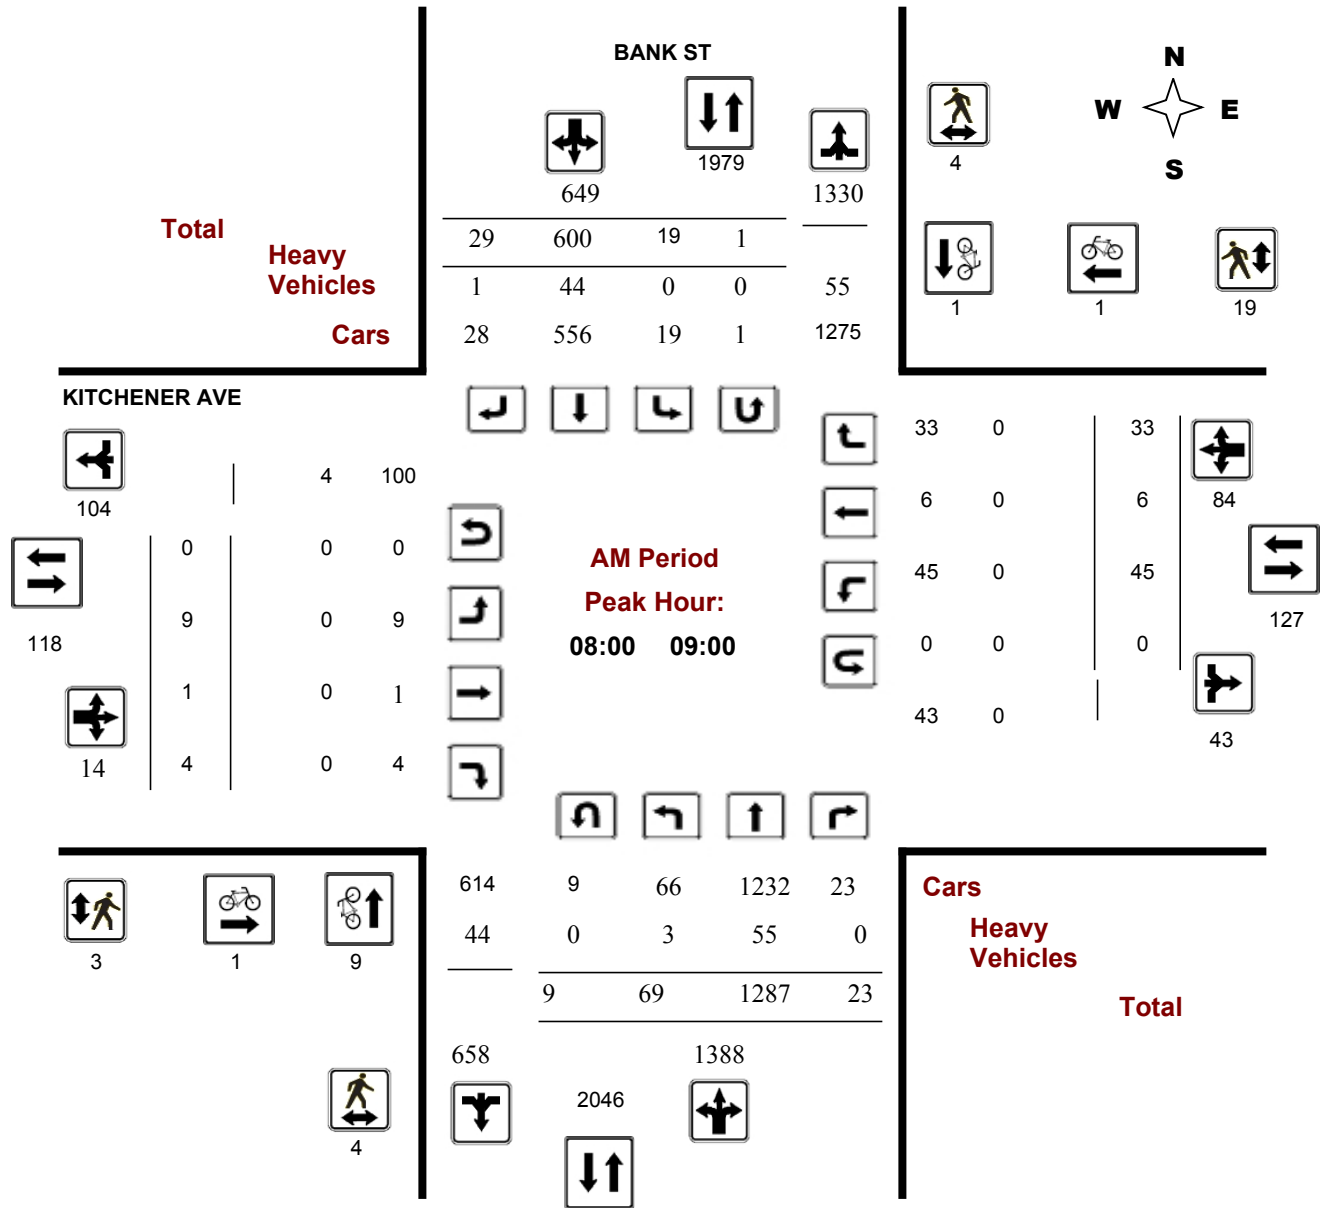 BANK ST
N
W E
S
1979
4
649
1330
Total
29 600 19 1
Heavy
Vehicles
1 44 0 0 55
Cars
28 556 19 1 1275
1 1 19
KITCHENER AVE
33 0 33
4 100
104
6 0 6 84
0 0 0
AM Period
45 0 45
Peak Hour:
9 0 9
127
118
08:00 09:00
0 0 0
1 0 1
43 0
43
14 4 0 4
614 9 66 1232 23
Cars
44 0 3 55 0
Heavy
Vehicles
3 1 9
9 69 1287 23
Total
658 1388
2046
4